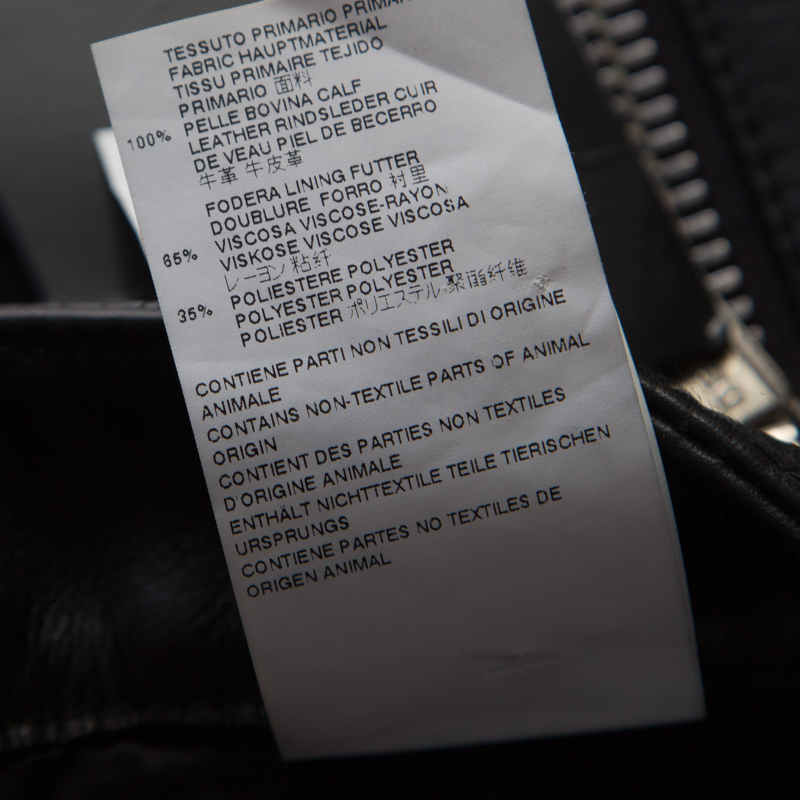 TESSUTO PRIMARIO PRIMAR
FABRIC HAUPTMATERIAL
TISSU PRIMAIRE TEJIDO
PRIMARIO 面料
100% PELLE BOVINA CALF
LEATHER RINDSLEDER CUIR
DE VEAU PIEL DE BECERRO
牛革 牛皮革
FODERA LINING FUTTER
DOUBLURE FORRO 衬里
65% VISCOSA VISCOSE-RAYON
VISKOSE VISCOSE VISCOSA
レーヨン 粘纤
35% POLIESTERE POLYESTER
POLYESTER POLYESTER
POLIESTER ポリエステル 聚酯纤维
CONTIENE PARTI NON TESSILI DI ORIGINE
ANIMALE
CONTAINS NON-TEXTILE PARTS OF ANIMAL
ORIGIN
CONTIENT DES PARTIES NON TEXTILES
D'ORIGINE ANIMALE
ENTHÄLT NICHTTEXTILE TEILE TIERISCHEN
URSPRUNGS
CONTIENE PARTES NO TEXTILES DE
ORIGEN ANIMAL